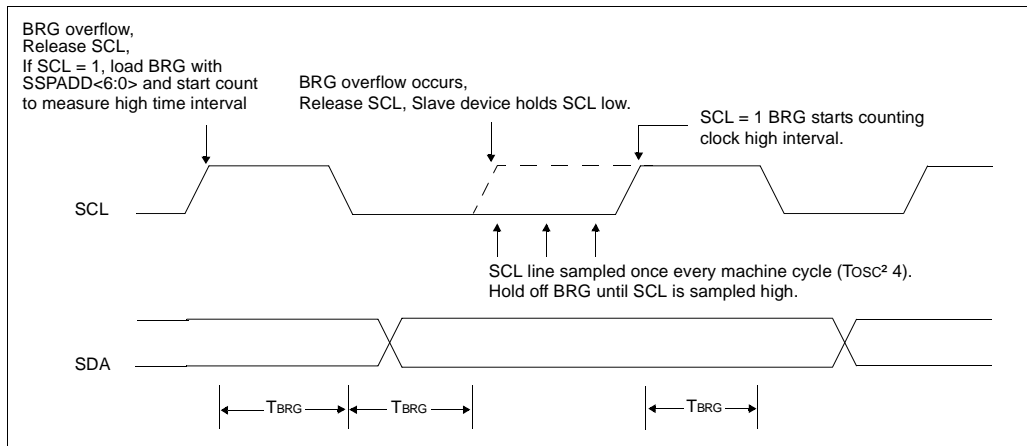 BRG overflow,
Release SCL,
If SCL = 1, load BRG with
SSPADD<6:0> and start count
to measure high time interval
BRG overflow occurs,
Release SCL, Slave device holds SCL low.
SCL = 1 BRG starts counting
clock high interval.
SCL
SCL line sampled once every machine cycle (TOSC² 4).
Hold off BRG until SCL is sampled high.
SDA
TBRG
TBRG
TBRG